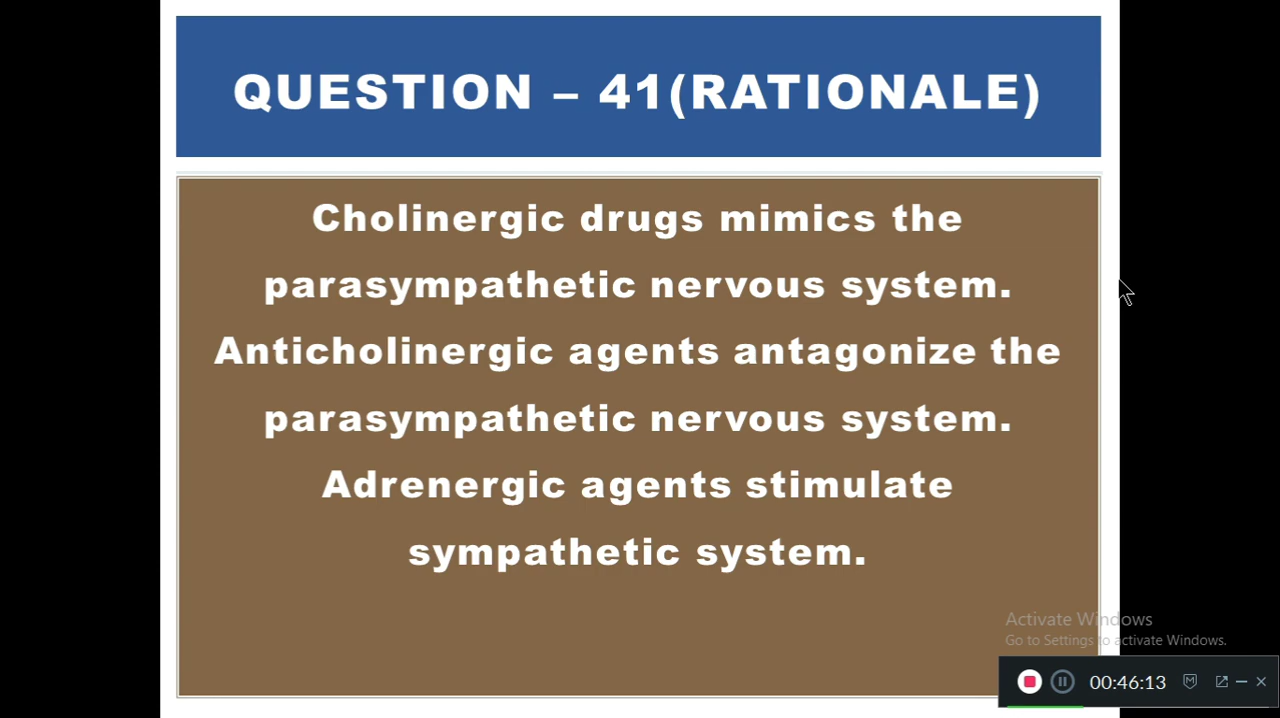 QUESTION – 41(RATIONALE)
Cholinergic drugs mimics the
parasympathetic nervous system.
Anticholinergic agents antagonize the
parasympathetic nervous system.
Adrenergic agents stimulate
sympathetic system.
Activate Windows
Go to Settings to activate Windows.
00:46:13